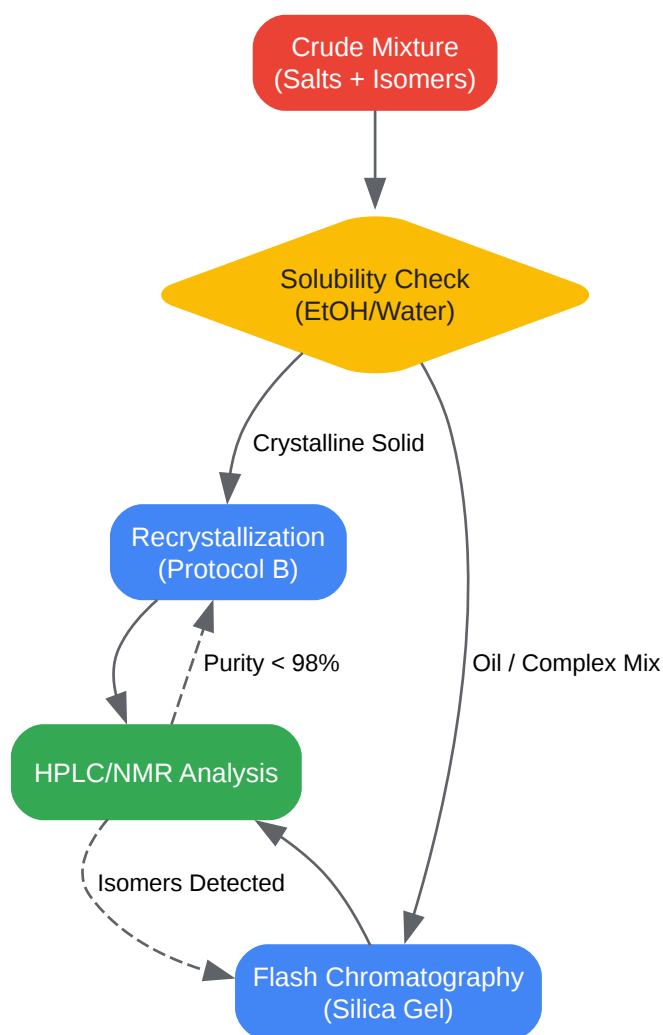 Crude Mixture
(Salts + Isomers)
Solubility Check
(EtOH/Water)
Crystalline Solid
Recrystallization
(Protocol B)
Purity < 98%
Oil / Complex Mix
HPLC/NMR Analysis
Isomers Detected
Flash Chromatography
(Silica Gel)